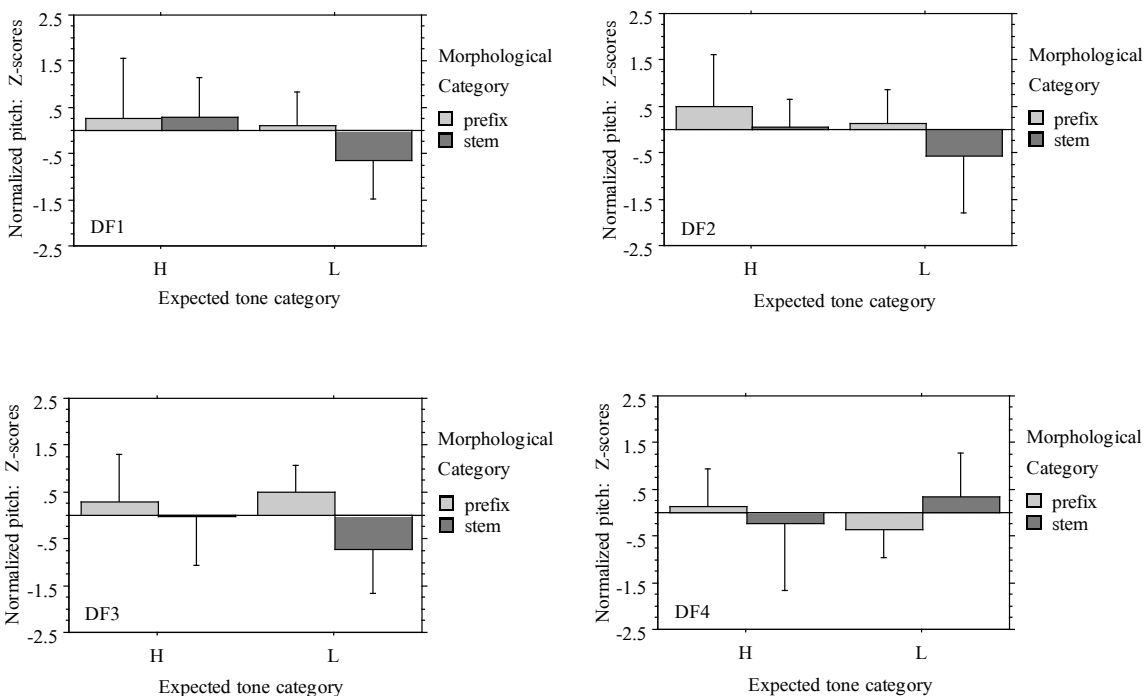 2.5
1.5
.5
-.5
-1.5
-2.5
Normalized pitch: Z-scores
DF1
H L
Expected tone category
Morphological
Category
prefix
stem
2.5
1.5
.5
-.5
-1.5
-2.5
Normalized pitch: Z-scores
DF2
H L
Expected tone category
Morphological
Category
prefix
stem
2.5
1.5
.5
-.5
-1.5
-2.5
Normalized pitch: Z-scores
DF3
H L
Expected tone category
Morphological
Category
prefix
stem
2.5
1.5
.5
-.5
-1.5
-2.5
Normalized pitch: Z-scores
DF4
H L
Expected tone category
Morphological
Category
prefix
stem